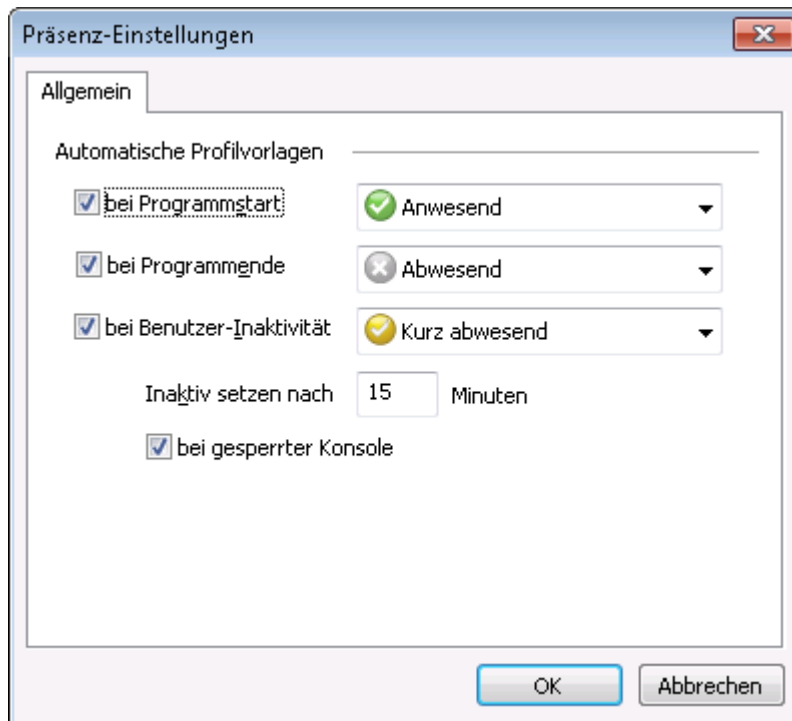 Präsenz-Einstellungen
Allgemein
Automatische Profilvorlagen
bei Programmstart Anwesend
bei Programmende Abwesend
bei Benutzer-Inaktivität Kurz abwesend
Inaktiv setzen nach 15 Minuten
bei gesperrter Konsole
OK Abbrechen